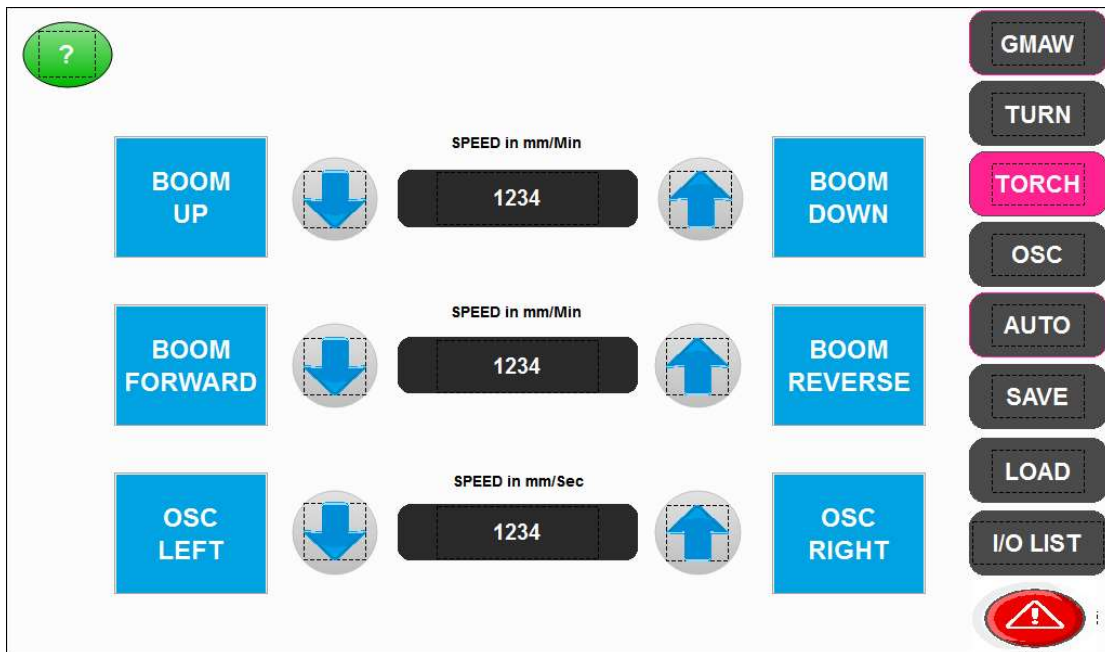 ?
SPEED in mm/Min
BOOM
UP
1234
BOOM
DOWN
SPEED in mm/Min
BOOM
FORWARD
1234
BOOM
REVERSE
SPEED in mm/Sec
OSC
LEFT
1234
OSC
RIGHT
GMAW
TURN
TORCH
OSC
AUTO
SAVE
LOAD
I/O LIST
!